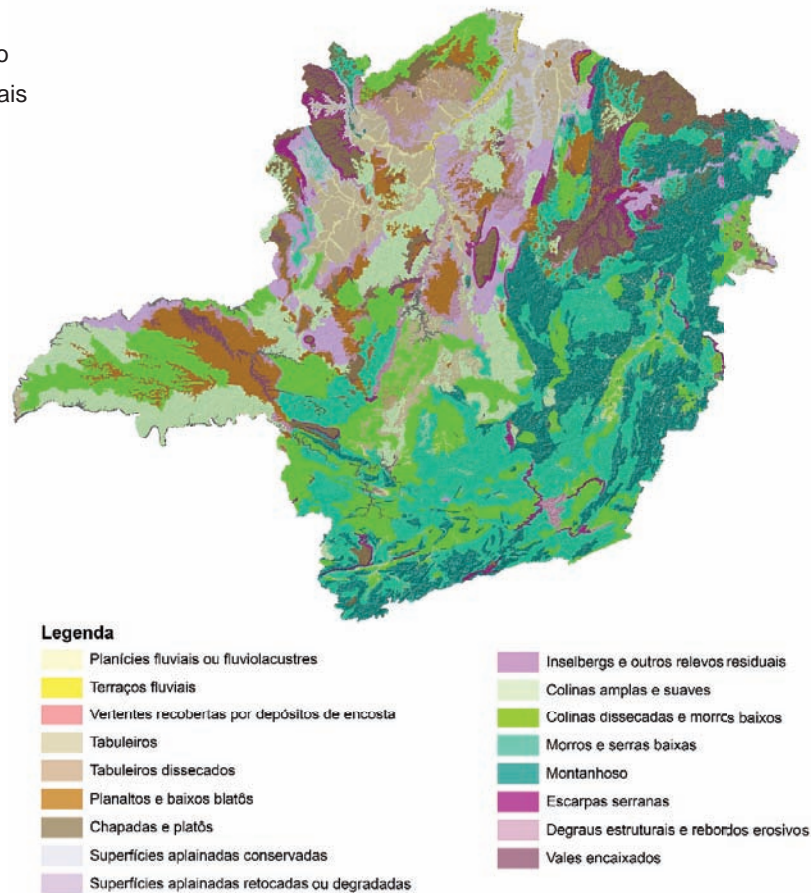 o
ais
Legenda
Planícies fluviais ou fluviolacustres
Terraços fluviais
Vertentes recobertas por depósitos de encosta
Tabuleiros
Tabuleiros dissecados
Planaltos e baixos blatôs
Chapadas e platôs
Superfícies aplainadas conservadas
Superfícies aplainadas retocadas ou degradadas
Inselbergs e outros relevos residuais
Colinas amplas e suaves
Colinas dissecadas e morros baixos
Morros e serras baixas
Montanhoso
Escarpas serranas
Degraus estruturais e rebordos erosivos
Vales encaixados